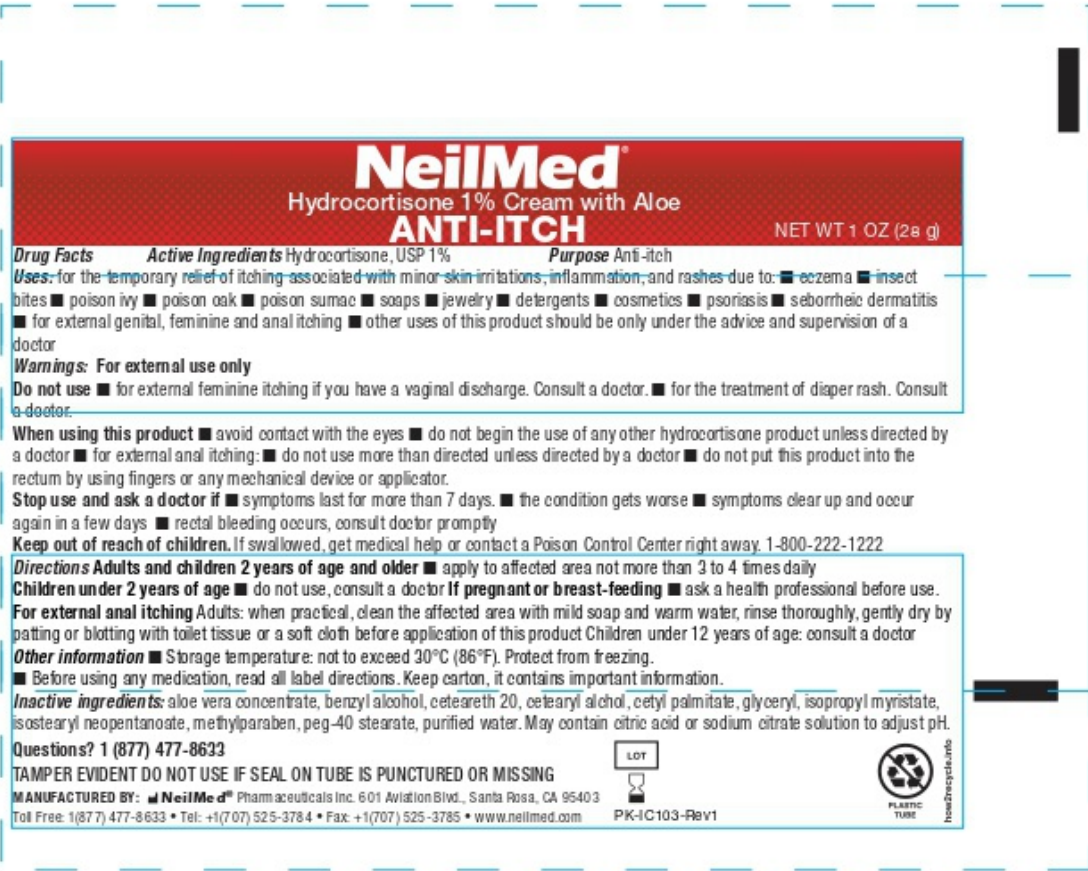 NeilMed®
Hydrocortisone 1% Cream with Aloe
ANTI-ITCH
NET WT 1 OZ (28 g)
Drug Facts Active Ingredients Hydrocortisone, USP 1% Purpose Anti-itch
Uses: for the temporary relief of itching associated with minor skin irritations, inflammation, and rashes due to: ■ eczema ■ insect
bites ■ poison ivy ■ poison oak ■ poison sumac ■ soaps ■ jewelry ■ detergents ■ cosmetics ■ psoriasis ■ seborrheic dermatitis
■ for external genital, feminine and anal itching ■ other uses of this product should be only under the advice and supervision of a
doctor
Warnings: For external use only
Do not use ■ for external feminine itching if you have a vaginal discharge. Consult a doctor. ■ for the treatment of diaper rash. Consult
a doctor.
When using this product ■ avoid contact with the eyes ■ do not begin the use of any other hydrocortisone product unless directed by
a doctor ■ for external anal itching: ■ do not use more than directed unless directed by a doctor ■ do not put this product into the
rectum by using fingers or any mechanical device or applicator.
Stop use and ask a doctor if ■ symptoms last for more than 7 days. ■ the condition gets worse ■ symptoms clear up and occur
again in a few days ■ rectal bleeding occurs, consult doctor promptly
Keep out of reach of children. If swallowed, get medical help or contact a Poison Control Center right away. 1-800-222-1222
Directions Adults and children 2 years of age and older ■ apply to affected area not more than 3 to 4 times daily
Children under 2 years of age ■ do not use, consult a doctor If pregnant or breast-feeding ■ ask a health professional before use.
For external anal itching Adults: when practical, clean the affected area with mild soap and warm water, rinse thoroughly, gently dry by
patting or blotting with toilet tissue or a soft cloth before application of this product Children under 12 years of age: consult a doctor
Other information ■ Storage temperature: not to exceed 30°C (86°F). Protect from freezing.
■ Before using any medication, read all label directions. Keep carton, it contains important information.
Inactive ingredients: aloe vera concentrate, benzyl alcohol, ceteareth 20, cetearyl alchol, cetyl palmitate, glyceryl, isopropyl myristate,
isostearyl neopentanoate, methylparaben, peg-40 stearate, purified water. May contain citric acid or sodium citrate solution to adjust pH.
Questions? 1 (877) 477-8633
TAMPER EVIDENT DO NOT USE IF SEAL ON TUBE IS PUNCTURED OR MISSING
MANUFACTURED BY: NeilMed® Pharmaceuticals Inc. 601 Aviation Blvd., Santa Rosa, CA 95403
Toll Free: 1(877) 477-8633 • Tel: +1(707) 525-3784 • Fax: +1(707) 525-3785 • www.neilmed.com
LOT
PK-IC103-Rev1
PLASTIC
TUBE
how2recycle.info